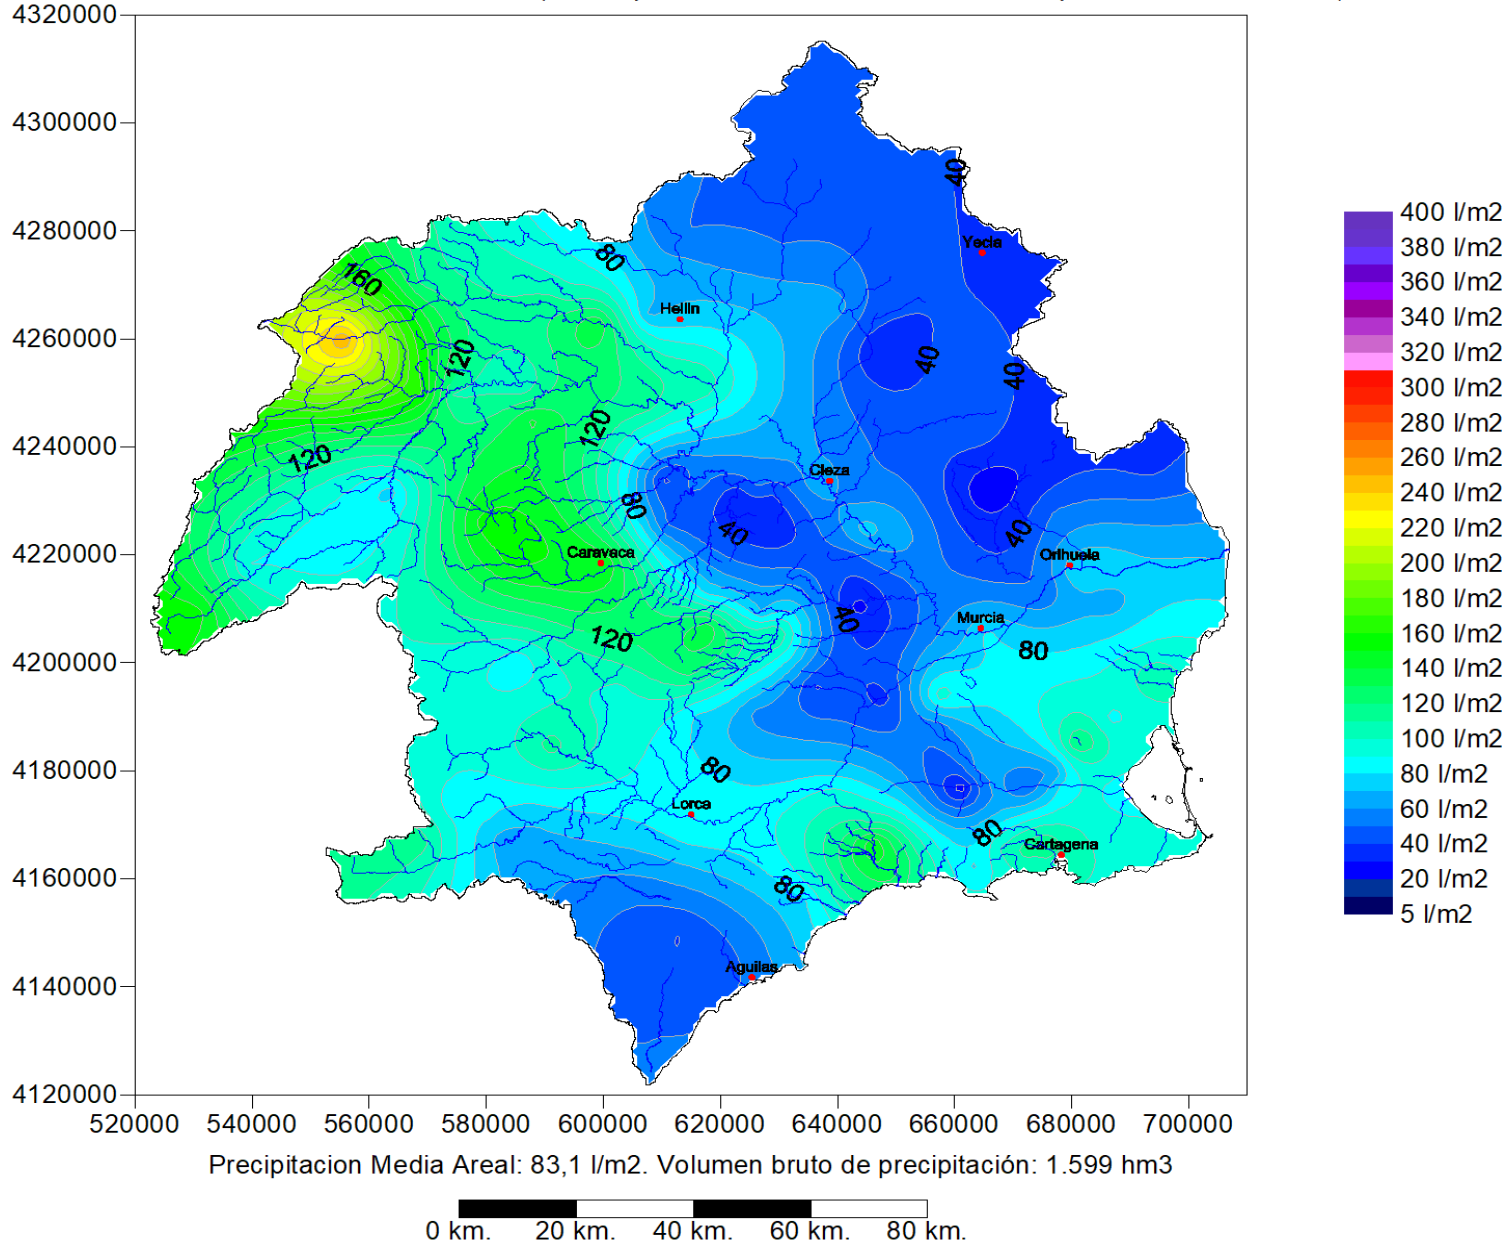 4320000
4300000
4280000
4260000
4240000
4220000
4200000
4180000
4160000
4140000
4120000
520000 540000 560000 580000 600000 620000 640000 660000 680000 700000
40
Yecla
80
160
Hellin
40
120
40
120
120
Cieza
80
40
40
Caravaca
Orihuela
40
Murcia
120
80
80
Lorca
80
Cartagena
80
Aguilas
400 l/m2
380 l/m2
360 l/m2
340 l/m2
320 l/m2
300 l/m2
280 l/m2
260 l/m2
240 l/m2
220 l/m2
200 l/m2
180 l/m2
160 l/m2
140 l/m2
120 l/m2
100 l/m2
80 l/m2
60 l/m2
40 l/m2
20 l/m2
5 l/m2
Precipitacion Media Areal: 83,1 l/m2. Volumen bruto de precipitación: 1.599 hm3
0 km. 20 km. 40 km. 60 km. 80 km.